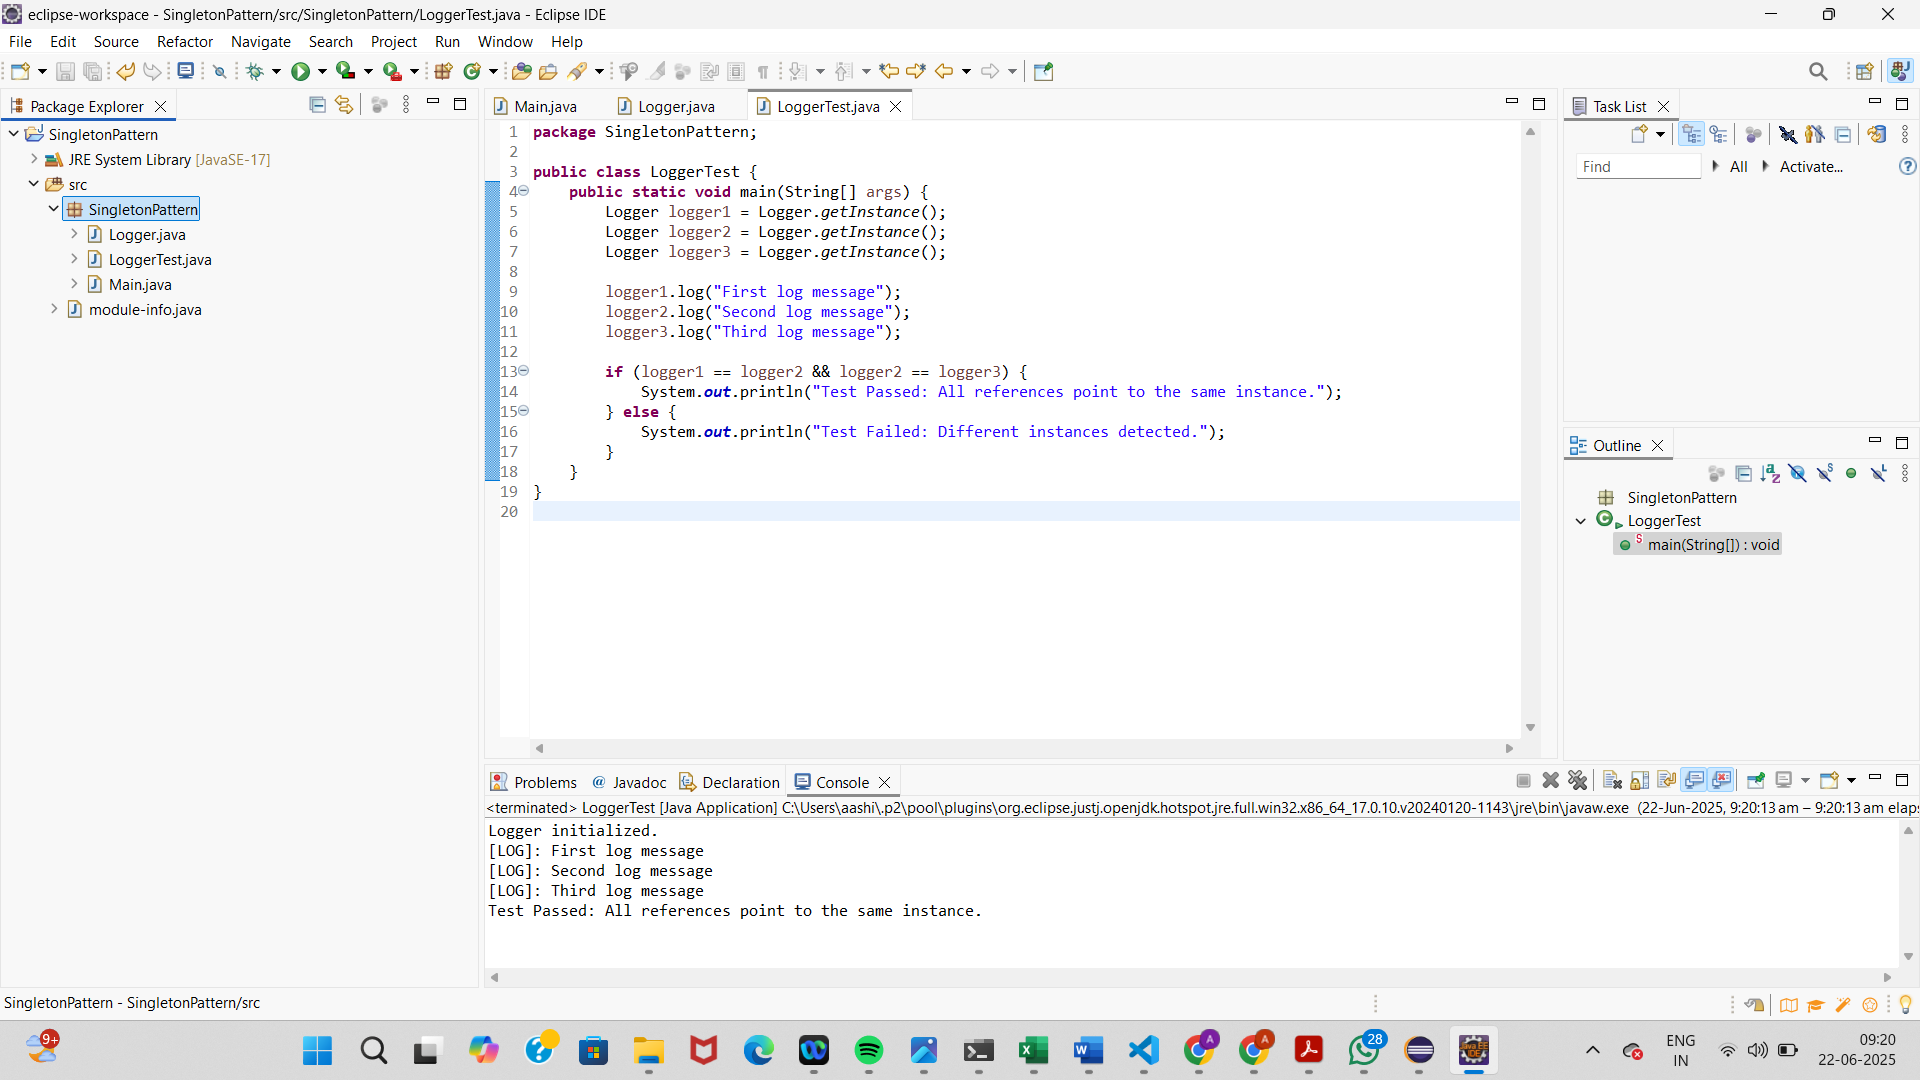 eclipse-workspace - SingletonPattern/src/SingletonPattern/LoggerTest.java - Eclipse IDE
File Edit Source Refactor Navigate Search Project Run Window Help
Package Explorer
SingletonPattern
JRE System Library [JavaSE-17]
src
SingletonPattern
Logger.java
LoggerTest.java
Main.java
module-info.java
Main.java Logger.java LoggerTest.java
1 package SingletonPattern;
2
3 public class LoggerTest {
4 public static void main(String[] args) {
5 Logger logger1 = Logger.getInstance();
6 Logger logger2 = Logger.getInstance();
7 Logger logger3 = Logger.getInstance();
8
9 logger1.log("First log message");
10 logger2.log("Second log message");
11 logger3.log("Third log message");
12
13 if (logger1 == logger2 && logger2 == logger3) {
14 System.out.println("Test Passed: All references point to the same instance.");
15 } else {
16 System.out.println("Test Failed: Different instances detected.");
17 }
18 }
19 }
20
Task List
Find All Activate...
Outline
SingletonPattern
LoggerTest
main(String[]) : void
Problems Javadoc Declaration Console
<terminated> LoggerTest [Java Application] C:\Users\aashi\.p2\pool\plugins\org.eclipse.justj.openjdk.hotspot.jre.full.win32.x86_64_17.0.10.v20240120-1143\jre\bin\javaw.exe (22-Jun-2025, 9:20:13 am – 9:20:13 am elaps
Logger initialized.
[LOG]: First log message
[LOG]: Second log message
[LOG]: Third log message
Test Passed: All references point to the same instance.
SingletonPattern - SingletonPattern/src
9+
A
A
28
ENG
IN
09:20
22-06-2025